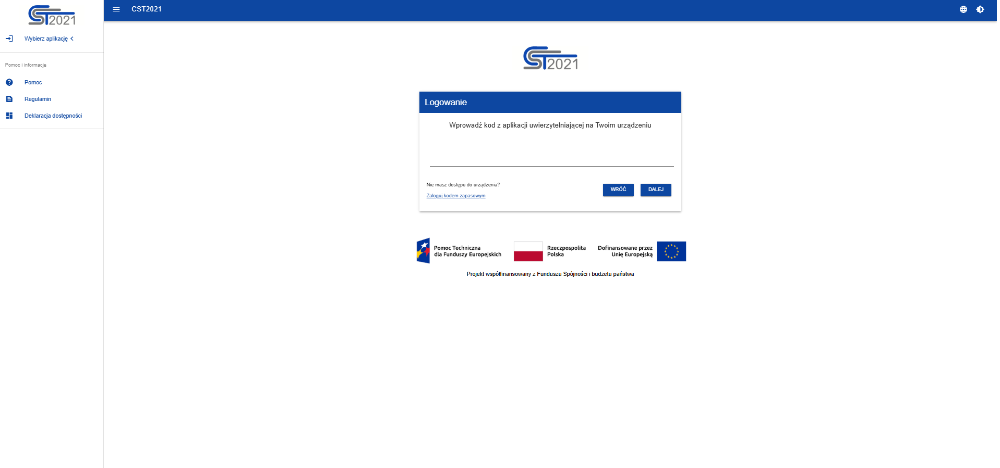 CST2021
Wybierz aplikację
Pomoc i informacje
Pomoc
Regulamin
Deklaracja dostępności
CST2021
CST2021
Logowanie
Wprowadź kod z aplikacji uwierzytelniającej na Twoim urządzeniu
Nie masz dostępu do urządzenia?
Zaloguj kodem zapasowym
WRÓĆ
DALEJ
Pomoc Techniczna
dla Funduszy Europejskich
Rzeczpospolita
Polska
Dofinansowane przez
Unię Europejską
Projekt współfinansowany z Funduszu Spójności i budżetu państwa